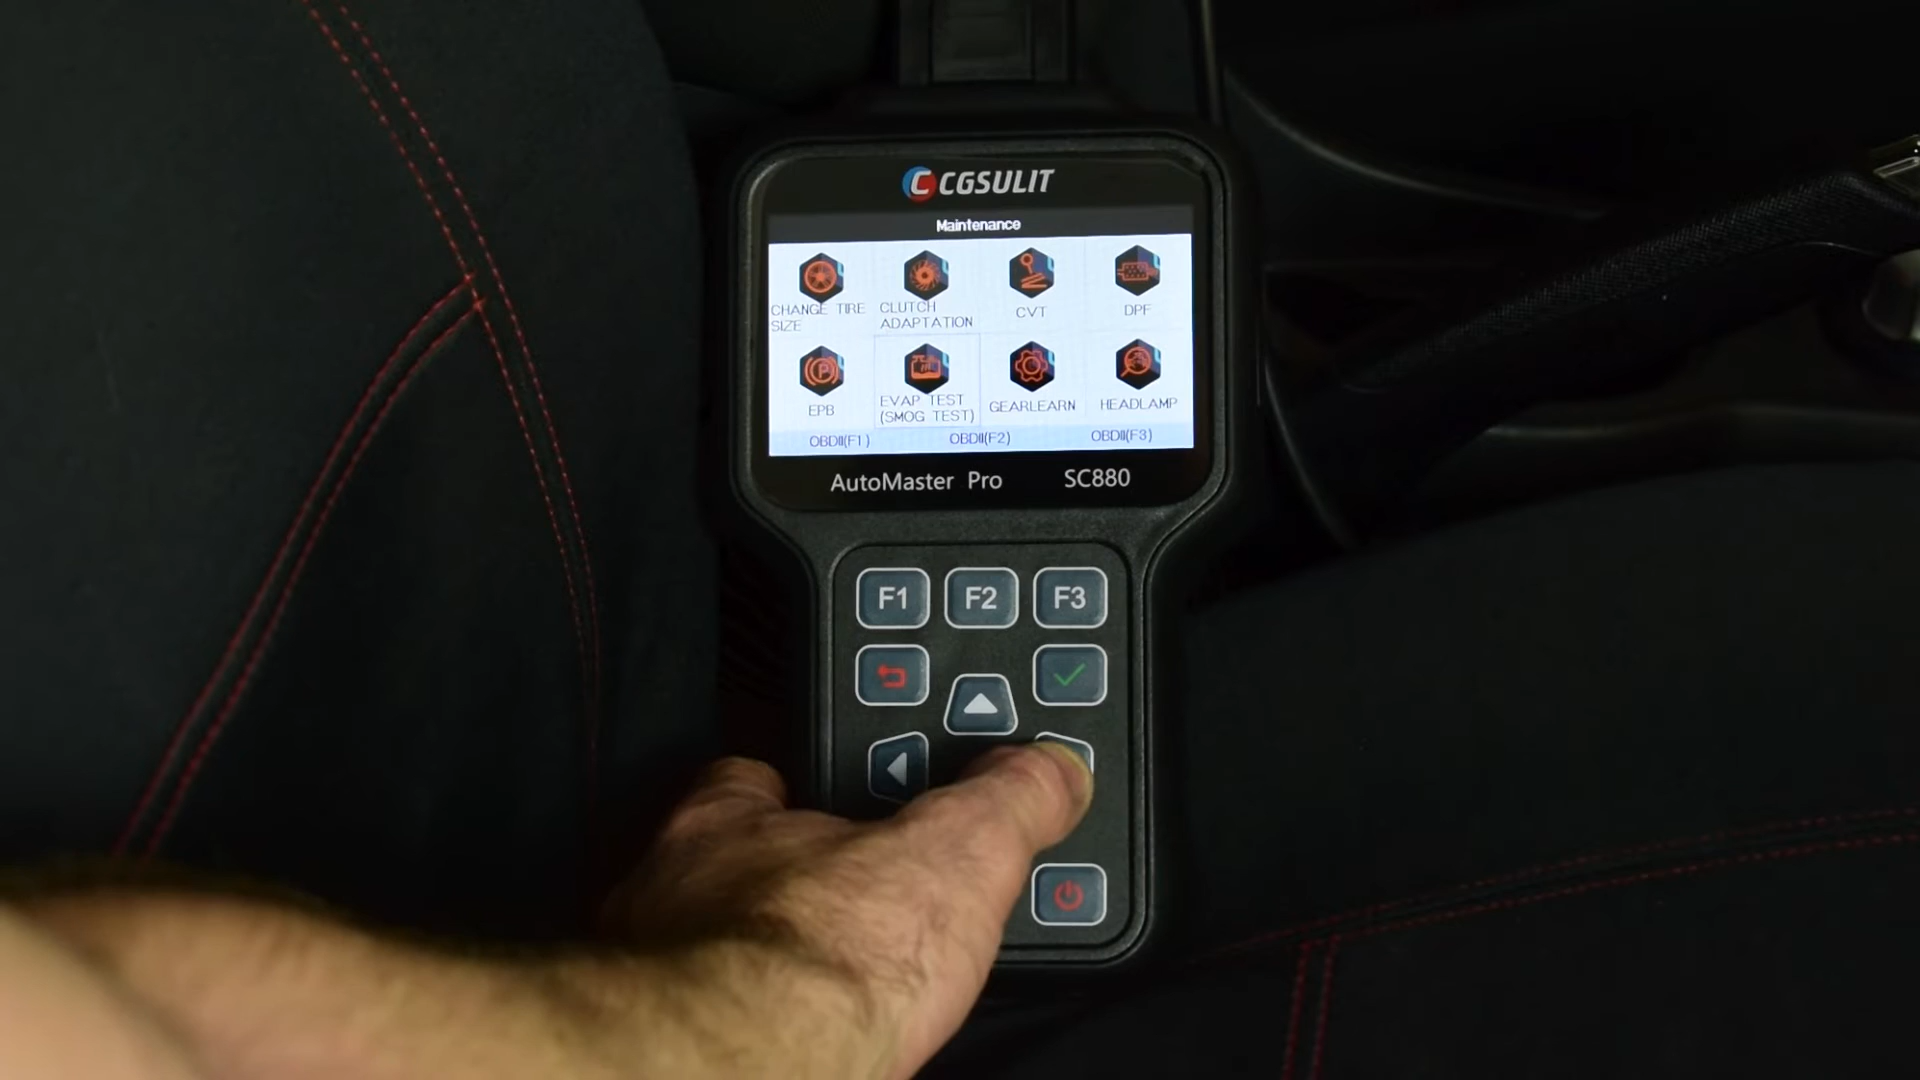 CGSULIT
Maintenance
CHANGE TIRE
SIZE
CLUTCH
ADAPTATION
CVT
DPF
EPB
EVAP TEST
(SMOG TEST)
GEARLEARN
HEADLAMP
OBDII(F1) OBDII(F2) OBDII(F3)
AutoMaster Pro SC880
F1 F2 F3